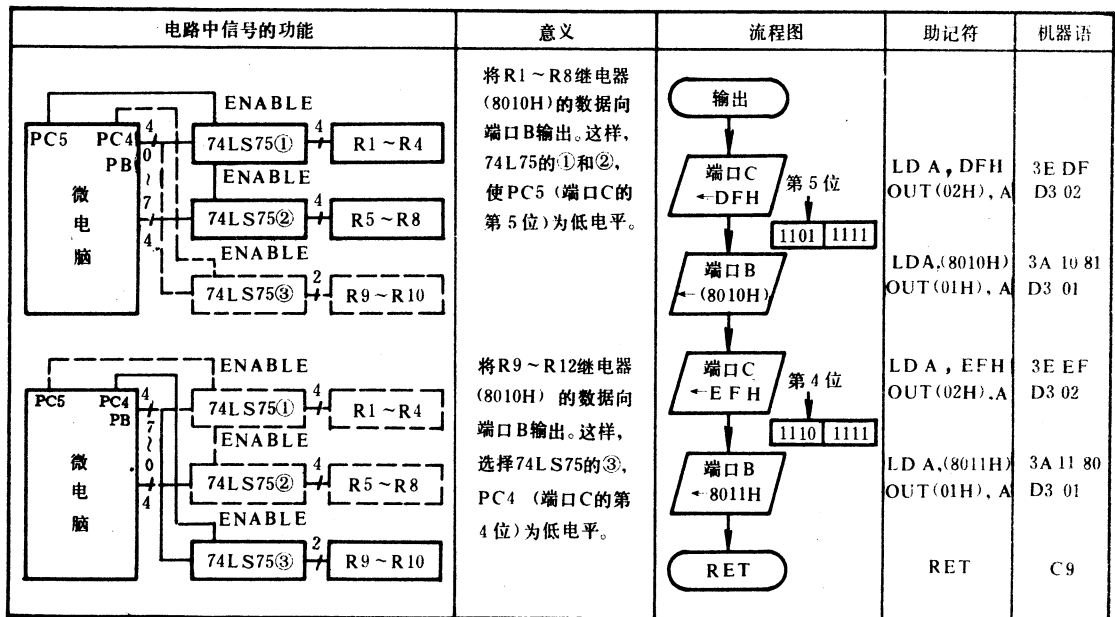 电路中信号的功能
意义
流程图
助记符
机器语
ENABLE
PC5 PC4
PB
4
0
~
7
4
微电脑
74LS75① 4 R1~R4
ENABLE
74LS75② 4 R5~R8
ENABLE
74LS75③ 2 R9~R10
将R1~R8继电器
(8010H)的数据向
端口B输出。这样,
74L75的①和②,
使PC5(端口C的
第5位)为低电平。
输出
端口C
←DFH
第5位
1101 1111
端口B
←(8010H)
LD A,DFH
OUT(02H),A
LDA,(8010H)
OUT(01H),A
3E DF
D3 02
3A 10 81
D3 01
ENABLE
PC5 PC4
PB
4
7
~
0
4
微电脑
74LS75① 4 R1~R4
ENABLE
74LS75② 4 R5~R8
ENABLE
74LS75③ 2 R9~R10
将R9~R12继电器
(8010H)的数据向
端口B输出。这样,
选择74LS75的③,
PC4(端口C的第
4位)为低电平。
端口C
←EFH
第4位
1110 1111
端口B
←8011H
RET
LD A,EFH
OUT(02H).A
LD A,(8011H)
OUT(01H),A
RET
3E EF
D3 02
3A 11 80
D3 01
C9